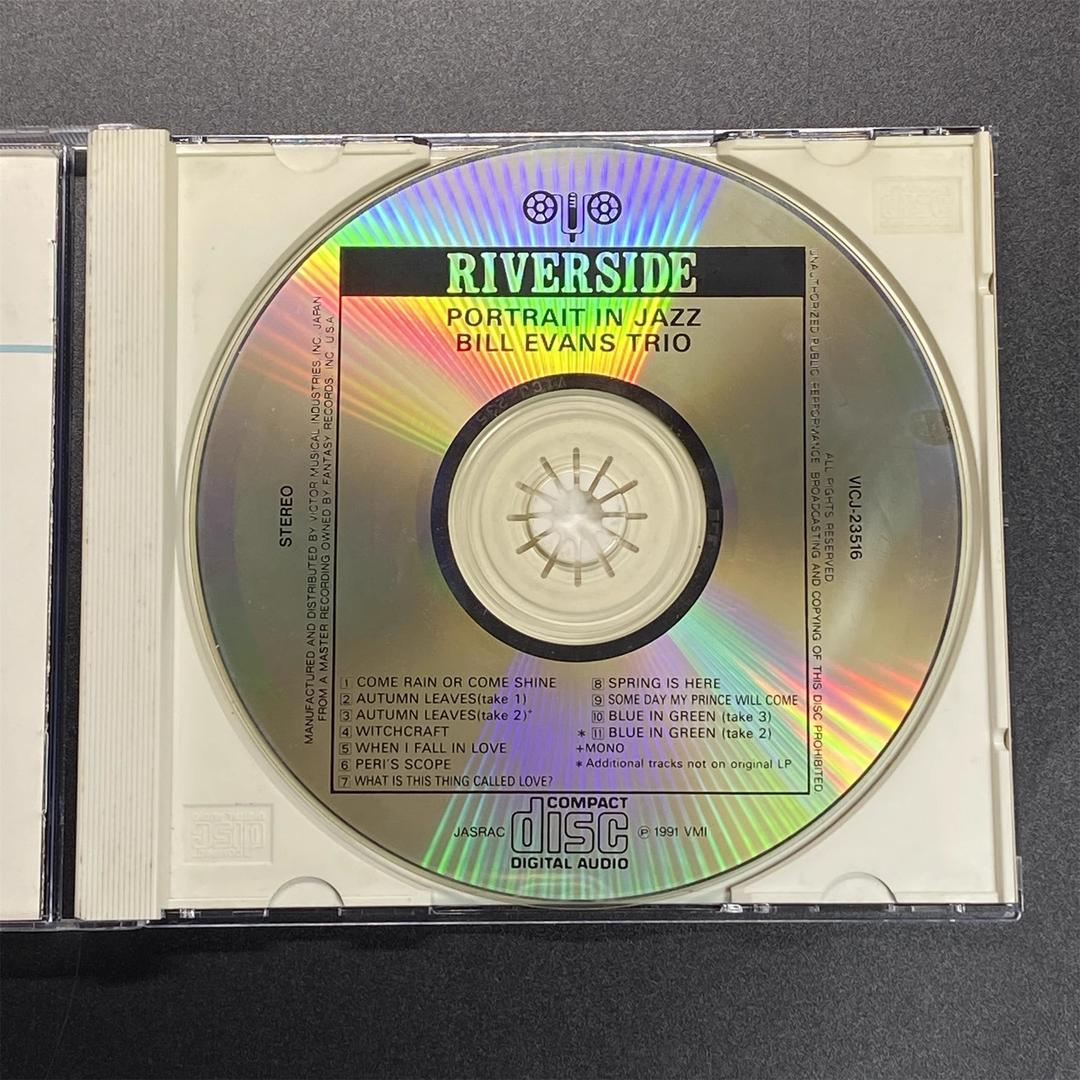 RIVERSIDE
PORTRAIT IN JAZZ
BILL EVANS TRIO
STEREO
MANUFACTURED AND DISTRIBUTED BY VICTOR MUSICAL INDUSTRIES, INC. JAPAN
FROM A MASTER RECORDING OWNED BY FANTASY RECORDS, INC. U.S.A.
UNAUTHORIZED PUBLIC PERFORMANCE BROADCASTING AND COPYING OF THIS DISC PROHIBITED
ALL RIGHTS RESERVED
VICJ-23516
1 COME RAIN OR COME SHINE
2 AUTUMN LEAVES(take 1)
3 AUTUMN LEAVES(take 2)⁺
4 WITCHCRAFT
5 WHEN I FALL IN LOVE
6 PERI'S SCOPE
7 WHAT IS THIS THING CALLED LOVE?
8 SPRING IS HERE
9 SOME DAY MY PRINCE WILL COME
10 BLUE IN GREEN (take 3)
* 11 BLUE IN GREEN (take 2)
+MONO
*Additional tracks not on original LP
JASRAC
COMPACT
disc
DIGITAL AUDIO
Ⓟ 1991 VMI